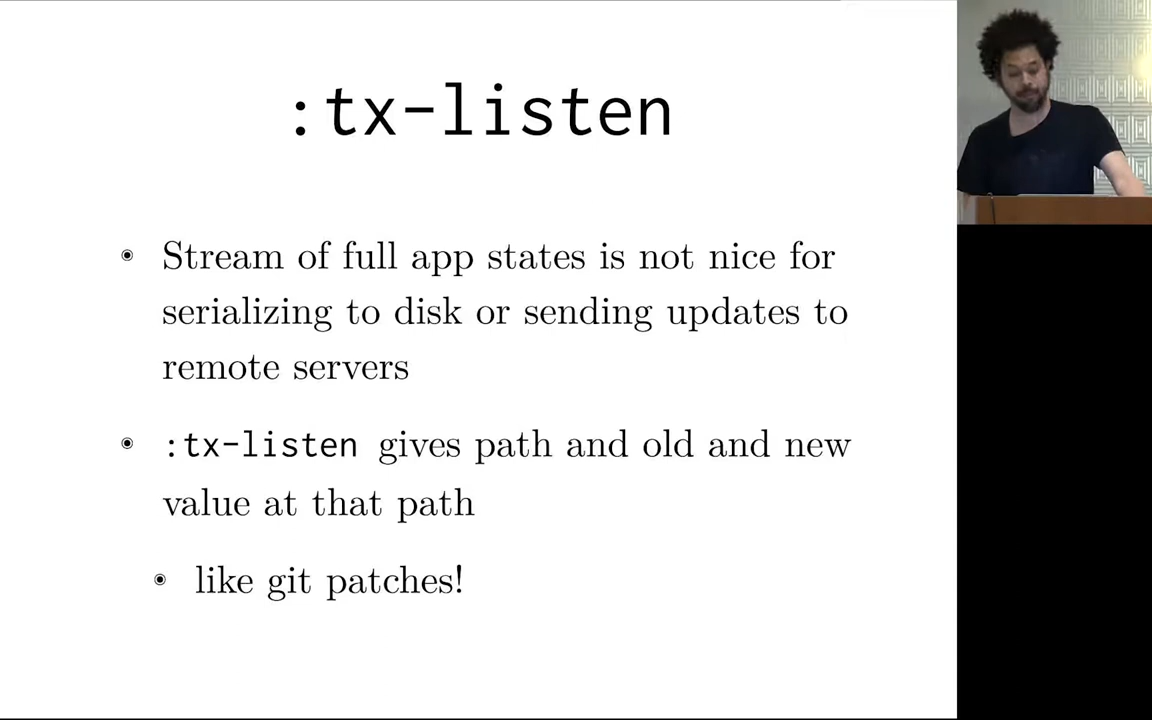 :tx-listen
Stream of full app states is not nice for
serializing to disk or sending updates to
remote servers
:tx-listen gives path and old and new
value at that path
like git patches!